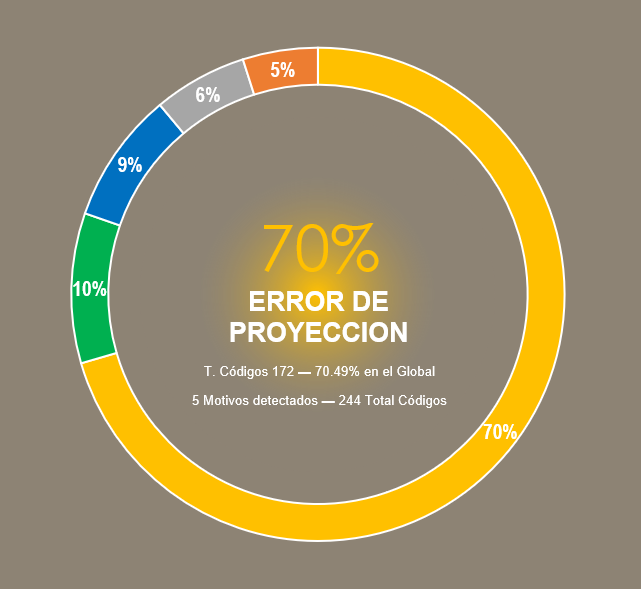 5%
6%
9%
10%
70%
ERROR DE
PROYECCION
T. Códigos 172 — 70.49% en el Global
5 Motivos detectados — 244 Total Códigos
70%